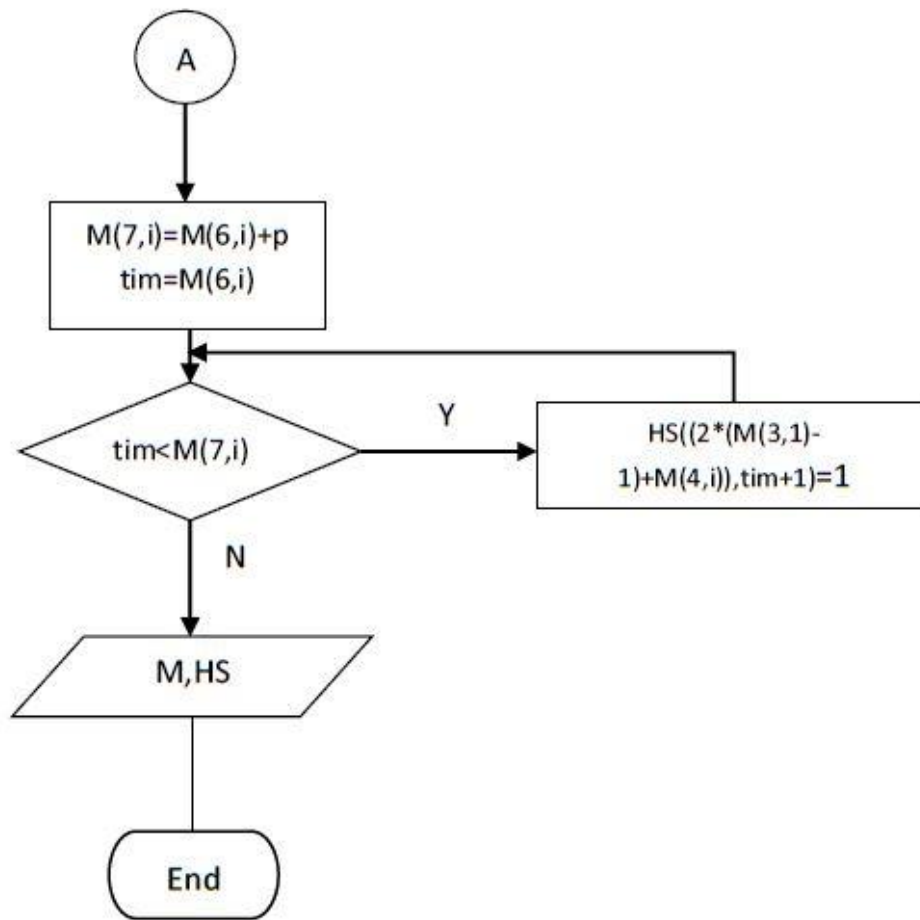 A
M(7,i)=M(6,i)+p
tim=M(6,i)
tim<M(7,i)
Y
HS((2*(M(3,1)-
1)+M(4,i)),tim+1)=1
N
M,HS
End